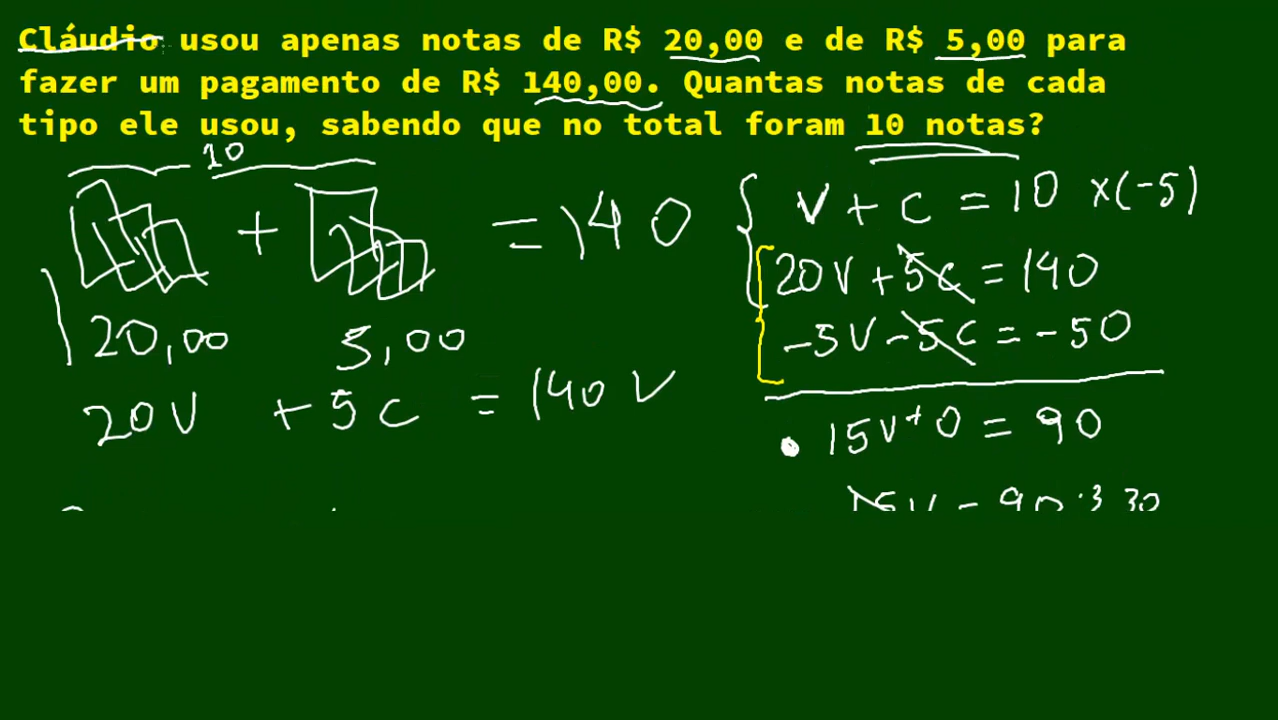 Cláudio usou apenas notas de R$ 20,00 e de R$ 5,00 para
fazer um pagamento de R$ 140,00. Quantas notas de cada
tipo ele usou, sabendo que no total foram 10 notas?
10
+ = 140
20,00 5,00
20V + 5C = 140 V
V + C = 10 x(-5)
20V + 5C = 140
-5V - 5C = -50
15V + 0 = 90